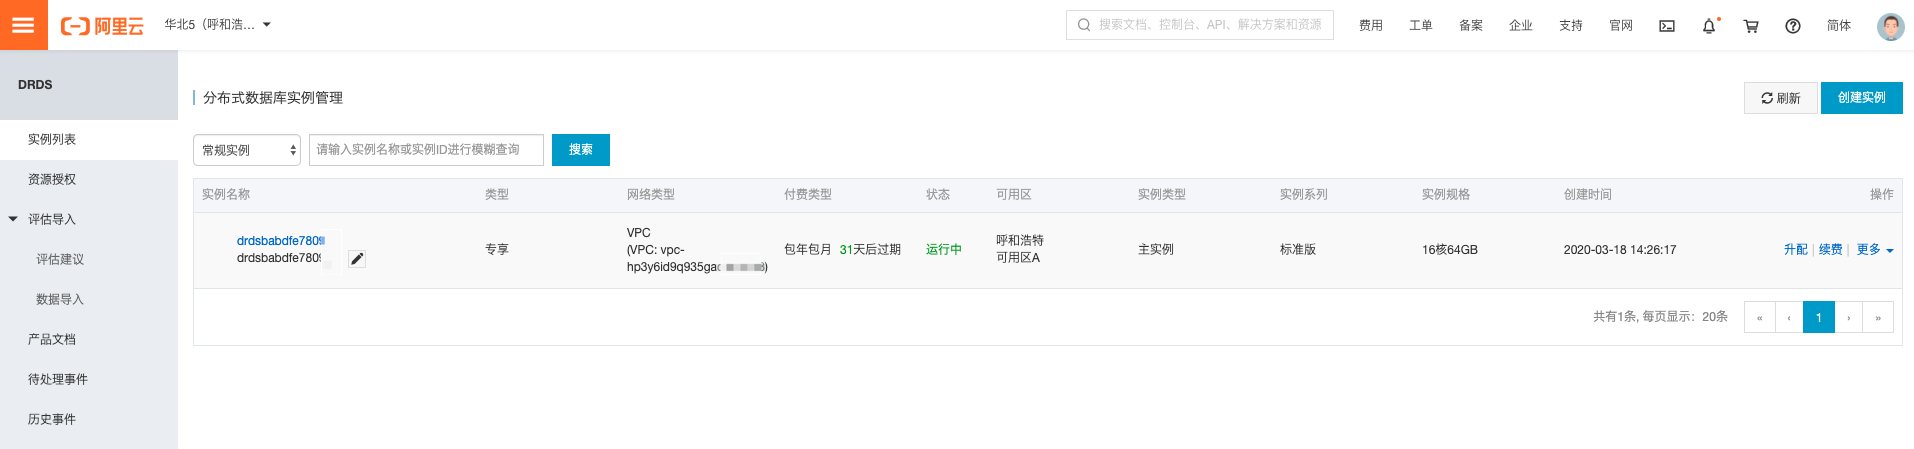 阿里云
华北5（呼和浩...
搜索文档、控制台、API、解决方案和资源
费用
工单
备案
企业
支持
官网
简体
DRDS
实例列表
资源授权
评估导入
评估建议
数据导入
产品文档
待处理事件
历史事件
分布式数据库实例管理
刷新
创建实例
常规实例
请输入实例名称或实例ID进行模糊查询
搜索
实例名称 类型 网络类型 付费类型 状态 可用区 实例类型 实例系列 实例规格 创建时间 操作
drdsbabdfe7809
drdsbabdfe7809
专享
VPC
(VPC: vpc-
hp3y6id9q935gac
包年包月 31天后过期
运行中
呼和浩特
可用区A
主实例
标准版
16核64GB
2020-03-18 14:26:17
升配 | 续费 | 更多
共有1条, 每页显示：20条
« ‹ 1 › »